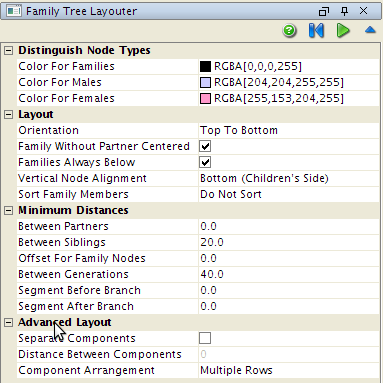 Family Tree Layouter
Distinguish Node Types
Color For Families RGBA[0,0,0,255]
Color For Males RGBA[204,204,255,255]
Color For Females RGBA[255,153,204,255]
Layout
Orientation Top To Bottom
Family Without Partner Centered
Families Always Below
Vertical Node Alignment Bottom (Children's Side)
Sort Family Members Do Not Sort
Minimum Distances
Between Partners 0.0
Between Siblings 20.0
Offset For Family Nodes 0.0
Between Generations 40.0
Segment Before Branch 0.0
Segment After Branch 0.0
Advanced Layout
Separate Components
Distance Between Components 0
Component Arrangement Multiple Rows